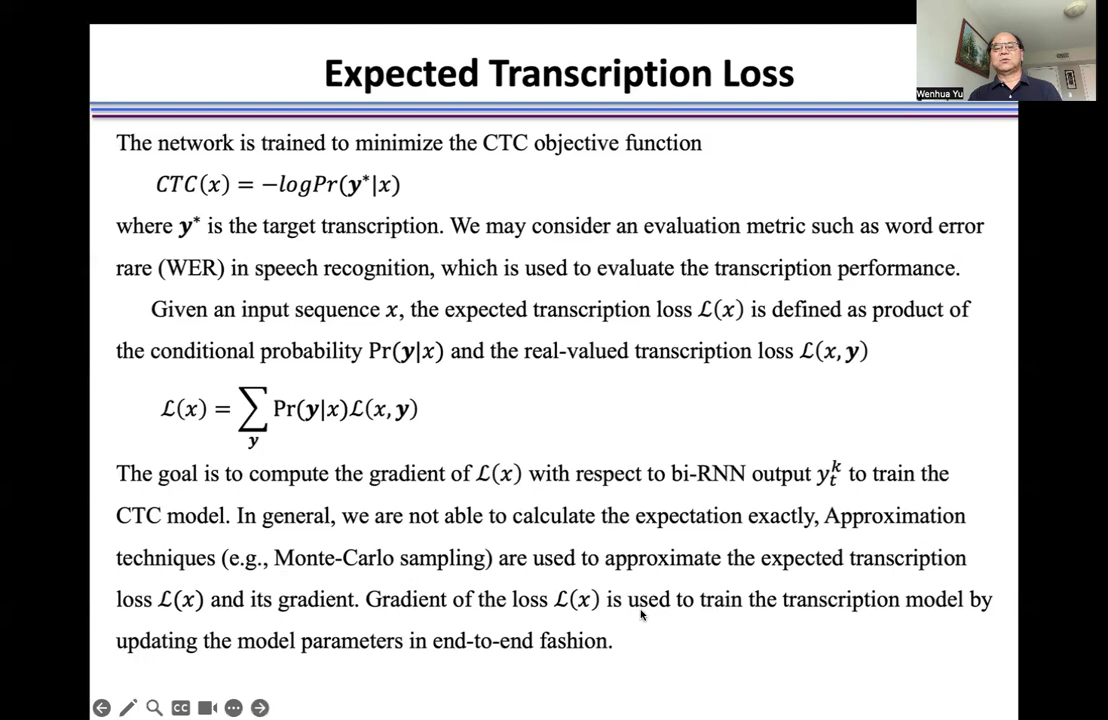 Expected Transcription Loss
Wenhua Yu
The network is trained to minimize the CTC objective function
CTC(x) = −logPr(y*|x)
where y* is the target transcription. We may consider an evaluation metric such as word error
rare (WER) in speech recognition, which is used to evaluate the transcription performance.
Given an input sequence x, the expected transcription loss ℒ(x) is defined as product of
the conditional probability Pr(y|x) and the real-valued transcription loss ℒ(x, y)
ℒ(x) = ∑_y Pr(y|x)ℒ(x, y)
The goal is to compute the gradient of ℒ(x) with respect to bi-RNN output y_t^k to train the
CTC model. In general, we are not able to calculate the expectation exactly, Approximation
techniques (e.g., Monte-Carlo sampling) are used to approximate the expected transcription
loss ℒ(x) and its gradient. Gradient of the loss ℒ(x) is used to train the transcription model by
updating the model parameters in end-to-end fashion.
CC